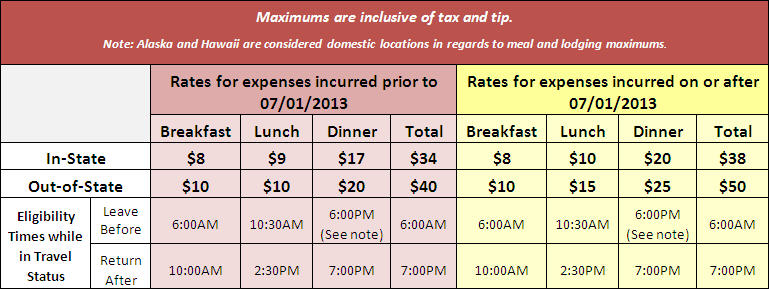 Maximums are inclusive of tax and tip.
Note: Alaska and Hawaii are considered domestic locations in regards to meal and lodging maximums.
Rates for expenses incurred prior to 07/01/2013 Rates for expenses incurred on or after 07/01/2013
Breakfast Lunch Dinner Total Breakfast Lunch Dinner Total
In-State $8 $9 $17 $34 $8 $10 $20 $38
Out-of-State $10 $10 $20 $40 $10 $15 $25 $50
Eligibility Times while in Travel Status
Leave Before 6:00AM 10:30AM 6:00PM (See note) 6:00AM 6:00AM 10:30AM 6:00PM (See note) 6:00AM
Return After 10:00AM 2:30PM 7:00PM 7:00PM 10:00AM 2:30PM 7:00PM 7:00PM